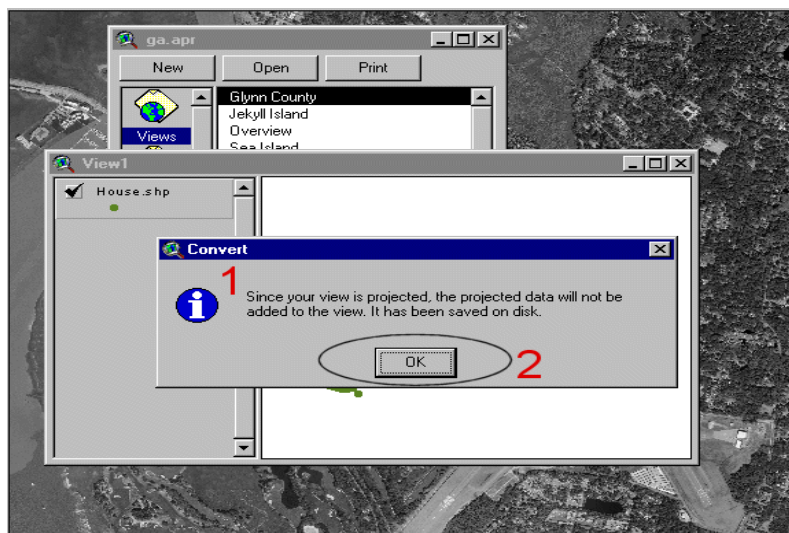 ga.apr
New Open Print
Views
Glynn County
Jekyll Island
Overview
Sea Island
View1
House.shp
Convert
1
Since your view is projected, the projected data will not be
added to the view. It has been saved on disk.
OK
2